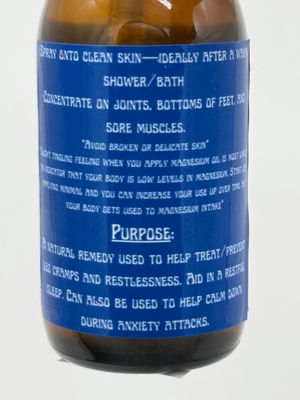 -Spray onto clean skin—ideally after a warm
shower/bath
-Concentrate on joints, bottoms of feet, and
sore muscles.
"Avoid broken or delicate skin"
"Slight tingling feeling when you apply magnesium oil is most likely
an indicator that your body is low levels in magnesium. Start by
applying minimal and you can increase your use up over time as
your body gets used to magnesium intake"
Purpose:
A natural remedy used to help treat/prevent
leg cramps and restlessness. Aid in a restful
sleep. Can also be used to help calm down
during anxiety attacks.